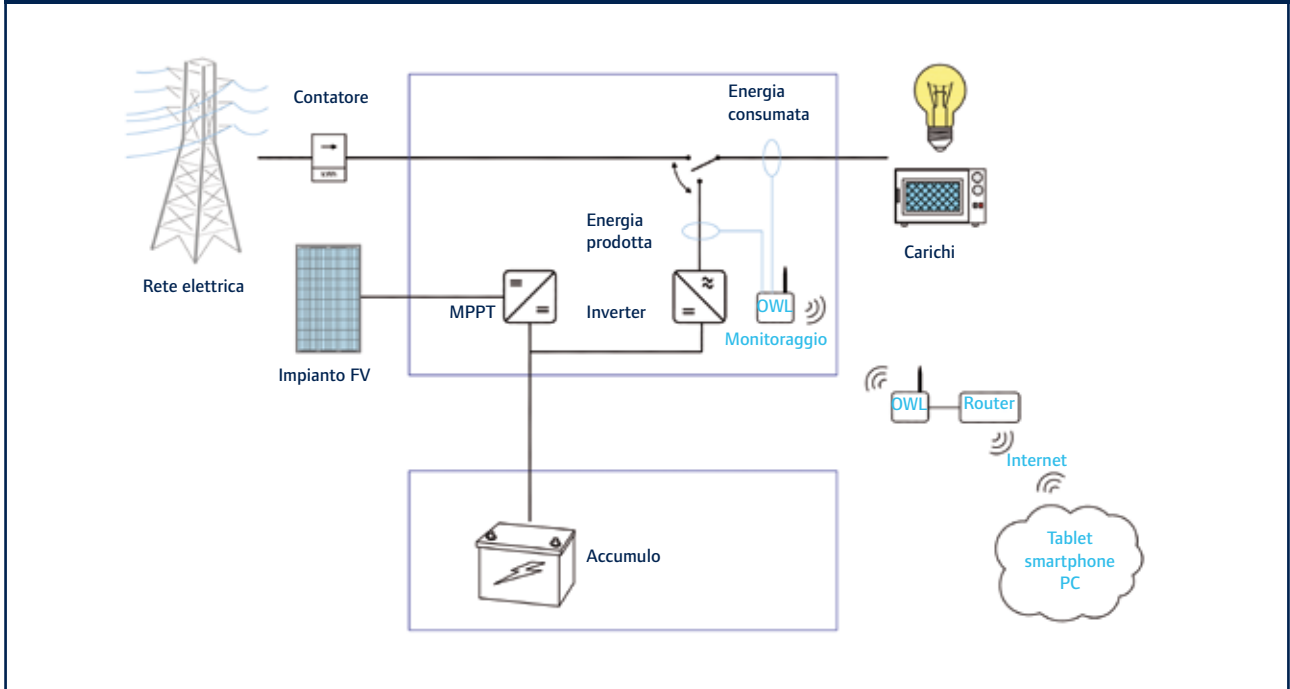 Contatore
Energia
consumata
kWh
Energia
prodotta
Carichi
Rete elettrica
MPPT
Inverter
OWL
Monitoraggio
Impianto FV
OWL
Router
Internet
Accumulo
Tablet
smartphone
PC